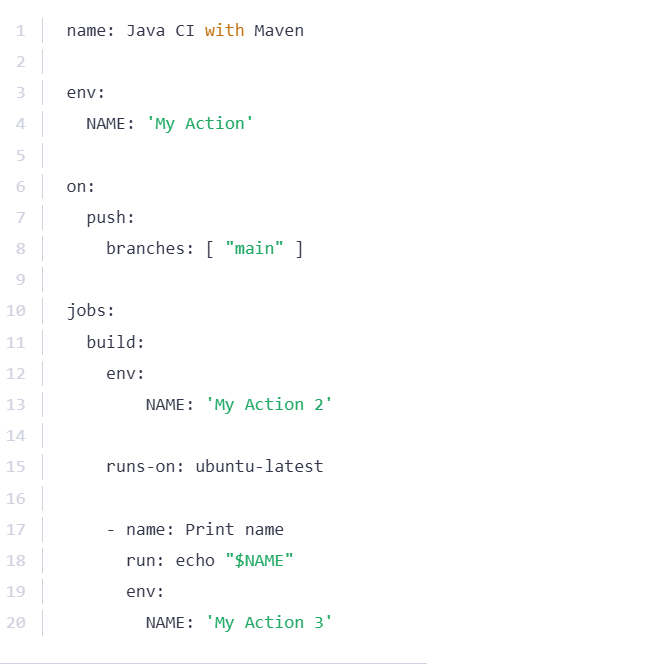 1 name: Java CI with Maven
2
3 env:
4   NAME: 'My Action'
5
6 on:
7   push:
8     branches: [ "main" ]
9
10 jobs:
11   build:
12     env:
13         NAME: 'My Action 2'
14
15     runs-on: ubuntu-latest
16
17     - name: Print name
18       run: echo "$NAME"
19       env:
20         NAME: 'My Action 3'